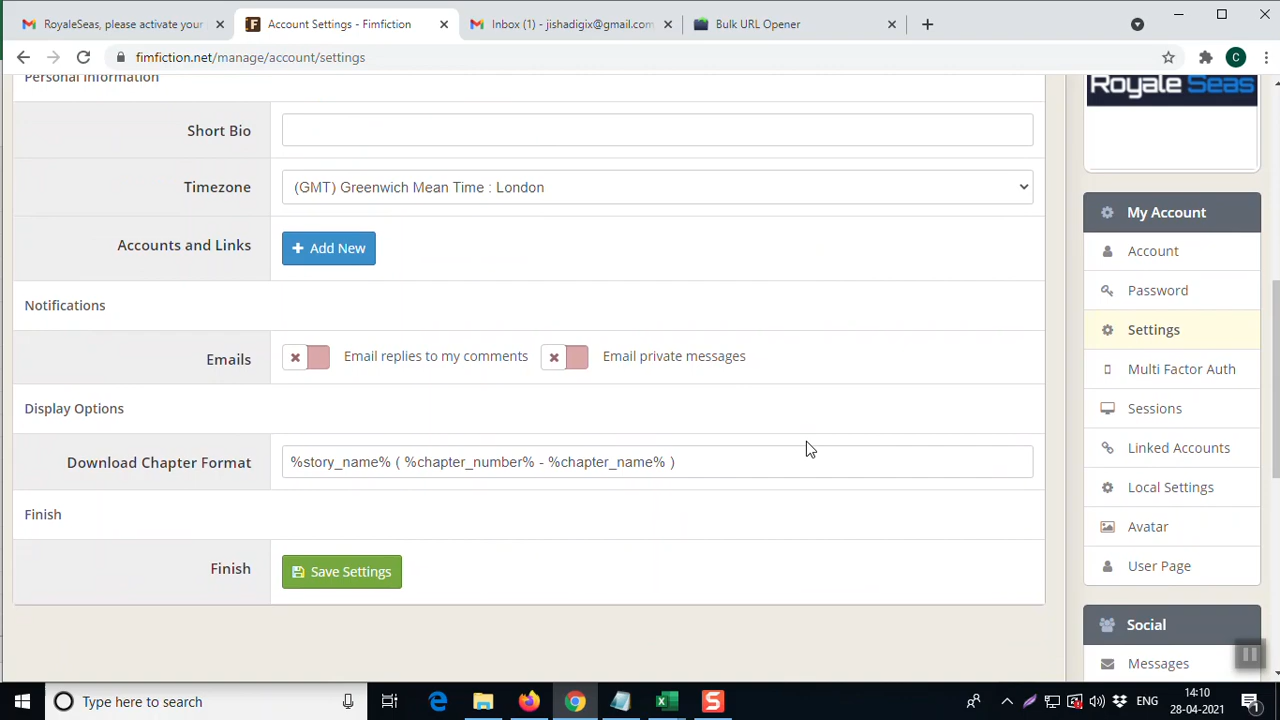 RoyaleSeas, please activate your
Account Settings - Fimfiction
Inbox (1) - jishadigix@gmail.com
Bulk URL Opener
fimfiction.net/manage/account/settings
C
Personal Information
Royale Seas
Short Bio
Timezone
(GMT) Greenwich Mean Time : London
Accounts and Links
Add New
Notifications
Emails
Email replies to my comments
Email private messages
Display Options
Download Chapter Format
%story_name% ( %chapter_number% - %chapter_name% )
Finish
Finish
Save Settings
My Account
Account
Password
Settings
Multi Factor Auth
Sessions
Linked Accounts
Local Settings
Avatar
User Page
Social
Messages
Type here to search
ENG
14:10
28-04-2021